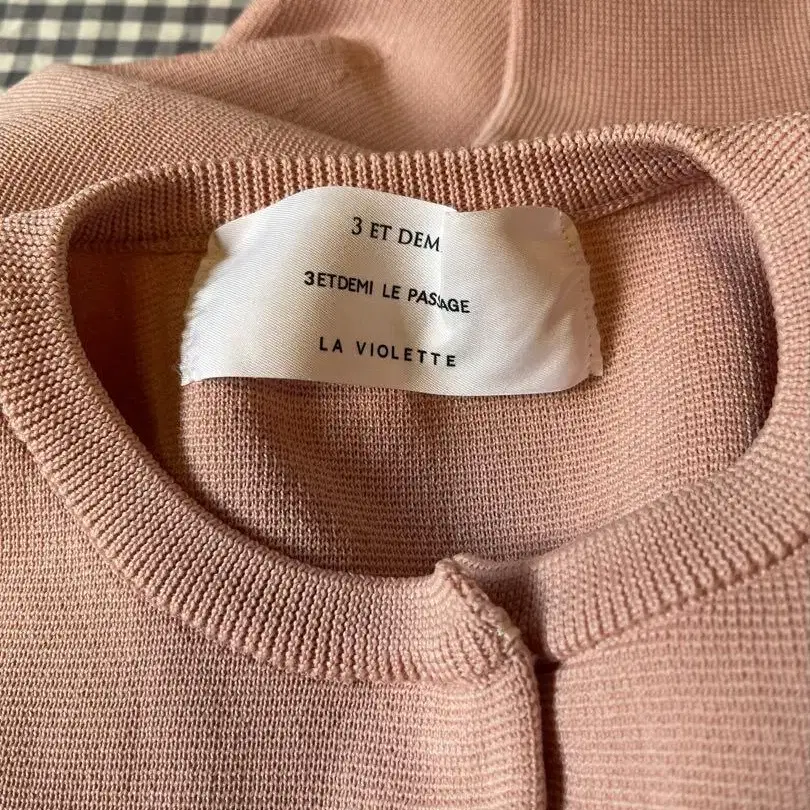 3 ET DEM
3ETDEMI LE PASSAGE
LA VIOLETTE